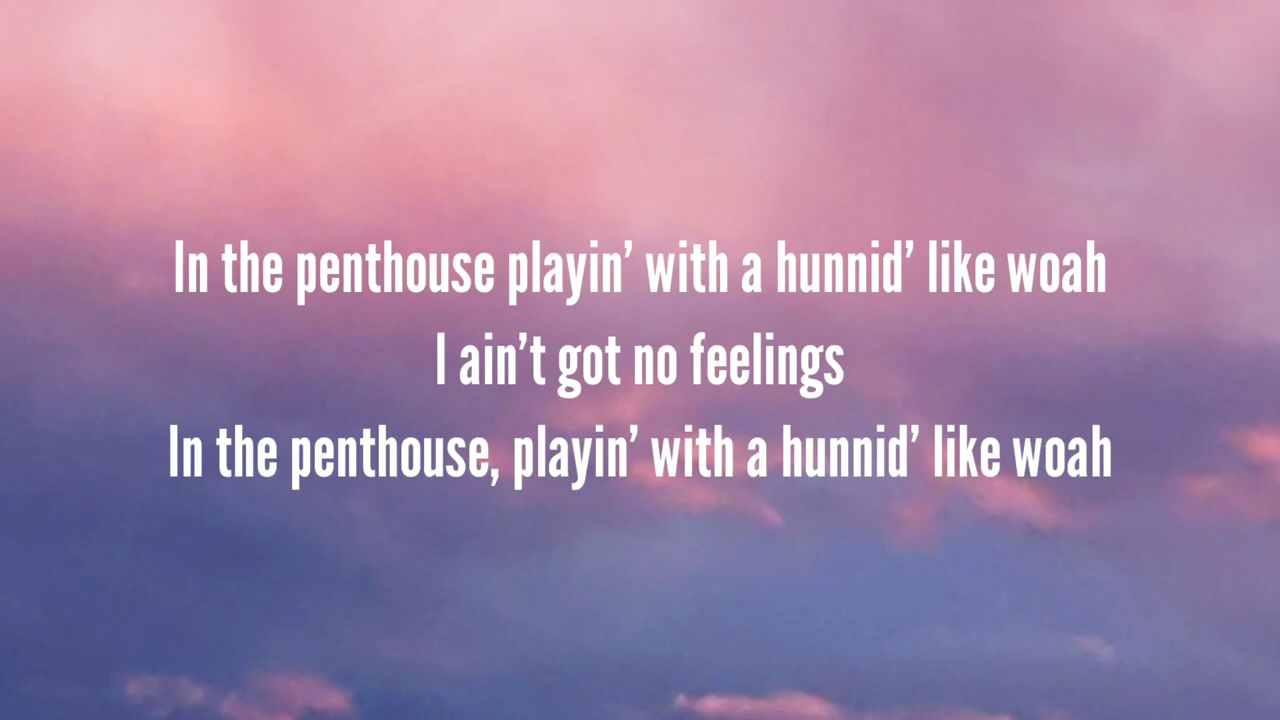 In the penthouse playin’ with a hunnid’ like woah
I ain’t got no feelings
In the penthouse, playin’ with a hunnid’ like woah